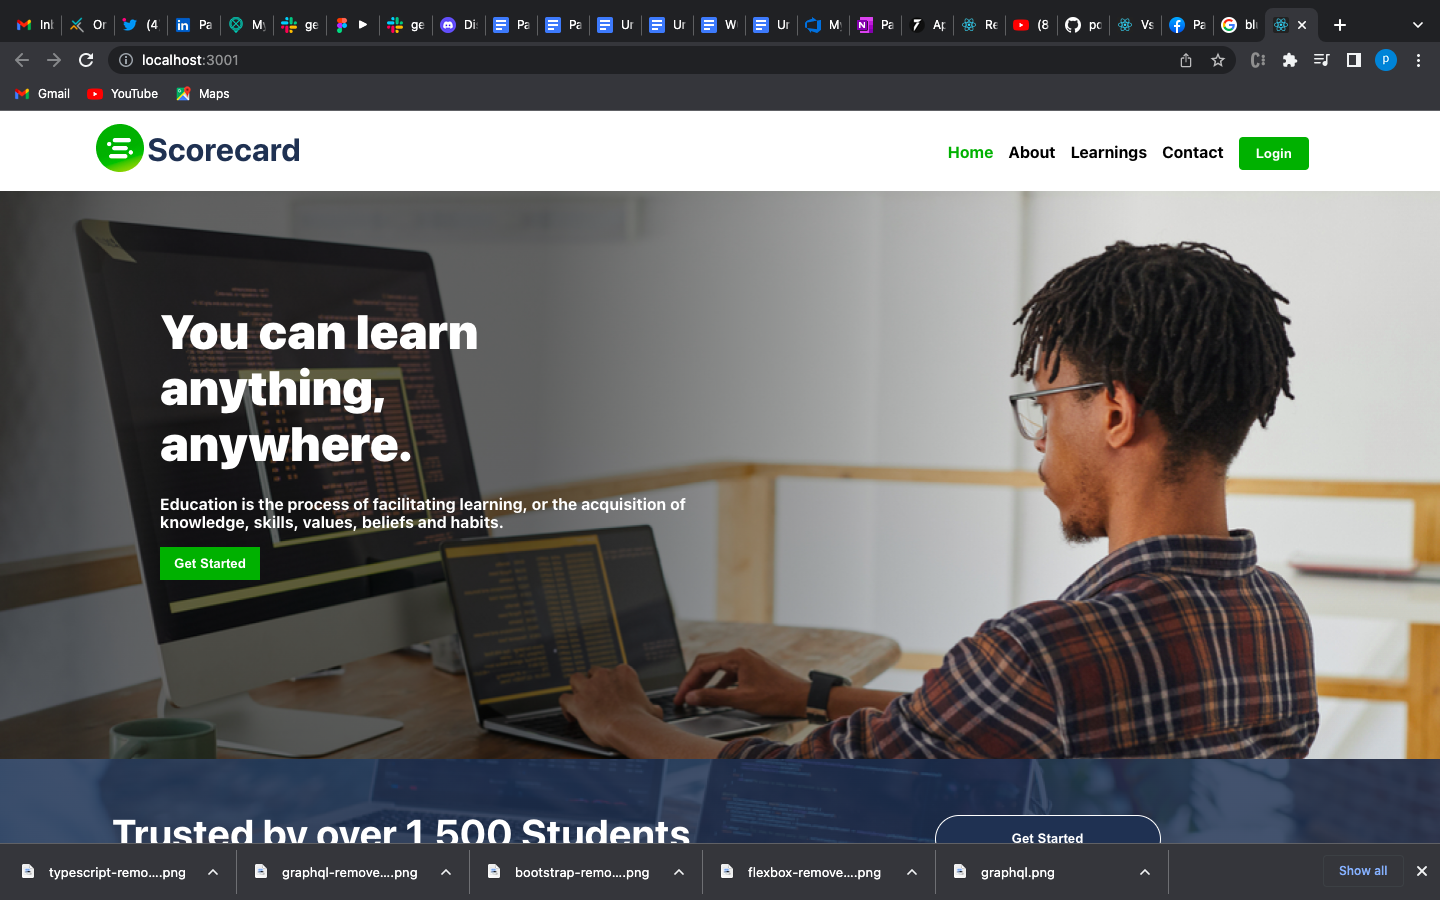 Inl
Or
(4
Pa
My
ge
ge
Di
Pa
Pa
Ur
Ur
W
Ur
M
Pa
Ap
Re
(8
pc
Vs
Pa
blu
localhost:3001
P
Gmail
YouTube
Maps
Scorecard
Home
About
Learnings
Contact
Login
You can learn
anything,
anywhere.
Education is the process of facilitating learning, or the acquisition of
knowledge, skills, values, beliefs and habits.
Get Started
Trusted by over 1,500 Students
Get Started
typescript-remo....png
graphql-remove....png
bootstrap-remo....png
flexbox-remove....png
graphql.png
Show all